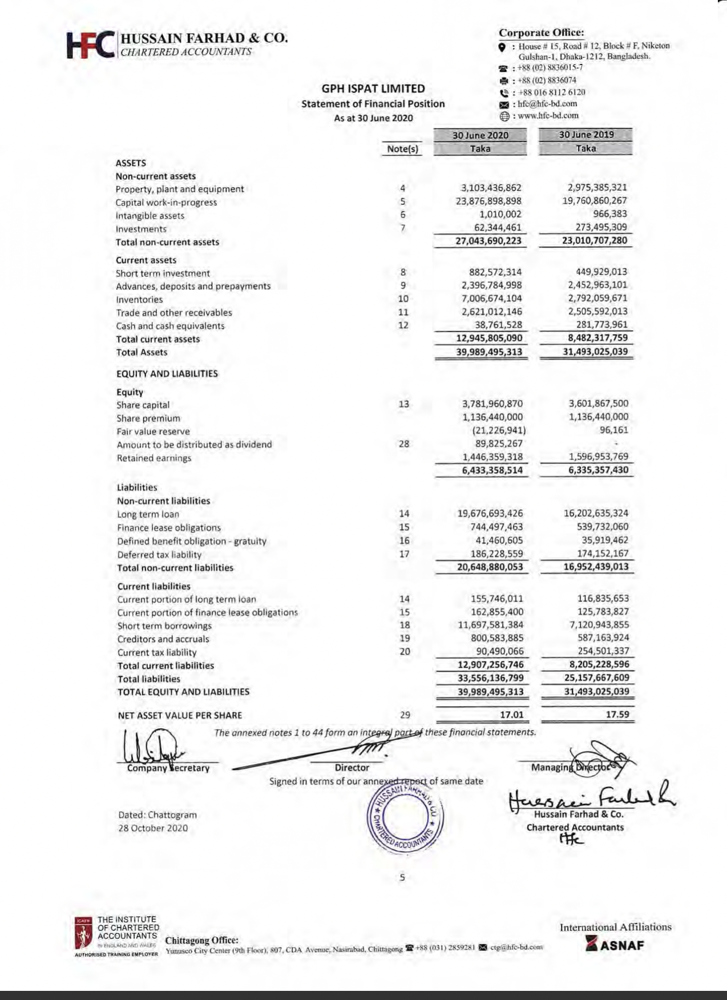 HFC HUSSAIN FARHAD & CO.
CHARTERED ACCOUNTANTS
Corporate Office:
: House # 15, Road # 12, Block # F, Niketon
Gulshan-1, Dhaka-1212, Bangladesh.
: +88 (02) 8836015-7
: +88 (02) 8836074
: +88 016 8112 6120
: hfc@hfc-bd.com
: www.hfc-bd.com
GPH ISPAT LIMITED
Statement of Financial Position
As at 30 June 2020
30 June 2020 30 June 2019
Note(s) Taka Taka
ASSETS
Non-current assets
Property, plant and equipment 4 3,103,436,862 2,975,385,321
Capital work-in-progress 5 23,876,898,898 19,760,860,267
Intangible assets 6 1,010,002 966,383
Investments 7 62,344,461 273,495,309
Total non-current assets 27,043,690,223 23,010,707,280
Current assets
Short term investment 8 882,572,314 449,929,013
Advances, deposits and prepayments 9 2,396,784,998 2,452,963,101
Inventories 10 7,006,674,104 2,792,059,671
Trade and other receivables 11 2,621,012,146 2,505,592,013
Cash and cash equivalents 12 38,761,528 281,773,961
Total current assets 12,945,805,090 8,482,317,759
Total Assets 39,989,495,313 31,493,025,039
EQUITY AND LIABILITIES
Equity
Share capital 13 3,781,960,870 3,601,867,500
Share premium 1,136,440,000 1,136,440,000
Fair value reserve (21,226,941) 96,161
Amount to be distributed as dividend 28 89,825,267 -
Retained earnings 1,446,359,318 1,596,953,769
6,433,358,514 6,335,357,430
Liabilities
Non-current liabilities
Long term loan 14 19,676,693,426 16,202,635,324
Finance lease obligations 15 744,497,463 539,732,060
Defined benefit obligation - gratuity 16 41,460,605 35,919,462
Deferred tax liability 17 186,228,559 174,152,167
Total non-current liabilities 20,648,880,053 16,952,439,013
Current liabilities
Current portion of long term loan 14 155,746,011 116,835,653
Current portion of finance lease obligations 15 162,855,400 125,783,827
Short term borrowings 18 11,697,581,384 7,120,943,855
Creditors and accruals 19 800,583,885 587,163,924
Current tax liability 20 90,490,066 254,501,337
Total current liabilities 12,907,256,746 8,205,228,596
Total liabilities 33,556,136,799 25,157,667,609
TOTAL EQUITY AND LIABILITIES 39,989,495,313 31,493,025,039
NET ASSET VALUE PER SHARE 29 17.01 17.59
The annexed notes 1 to 44 form an integral part of these financial statements.
Company Secretary Director Managing Director
Signed in terms of our annexed report of same date
HUSSAIN FARHAD & CO
CHARTERED ACCOUNTANTS
Hussain Farhad & Co.
Chartered Accountants
Dated: Chattogram
28 October 2020
5
ICAEW
THE INSTITUTE
OF CHARTERED
ACCOUNTANTS
IN ENGLAND AND WALES
AUTHORISED TRAINING EMPLOYER
Chittagong Office:
Yunusco City Center (9th Floor), 807, CDA Avenue, Nasirabad, Chittagong +88 (031) 2859281 ctg@hfc-bd.com
International Affiliations
ASNAF